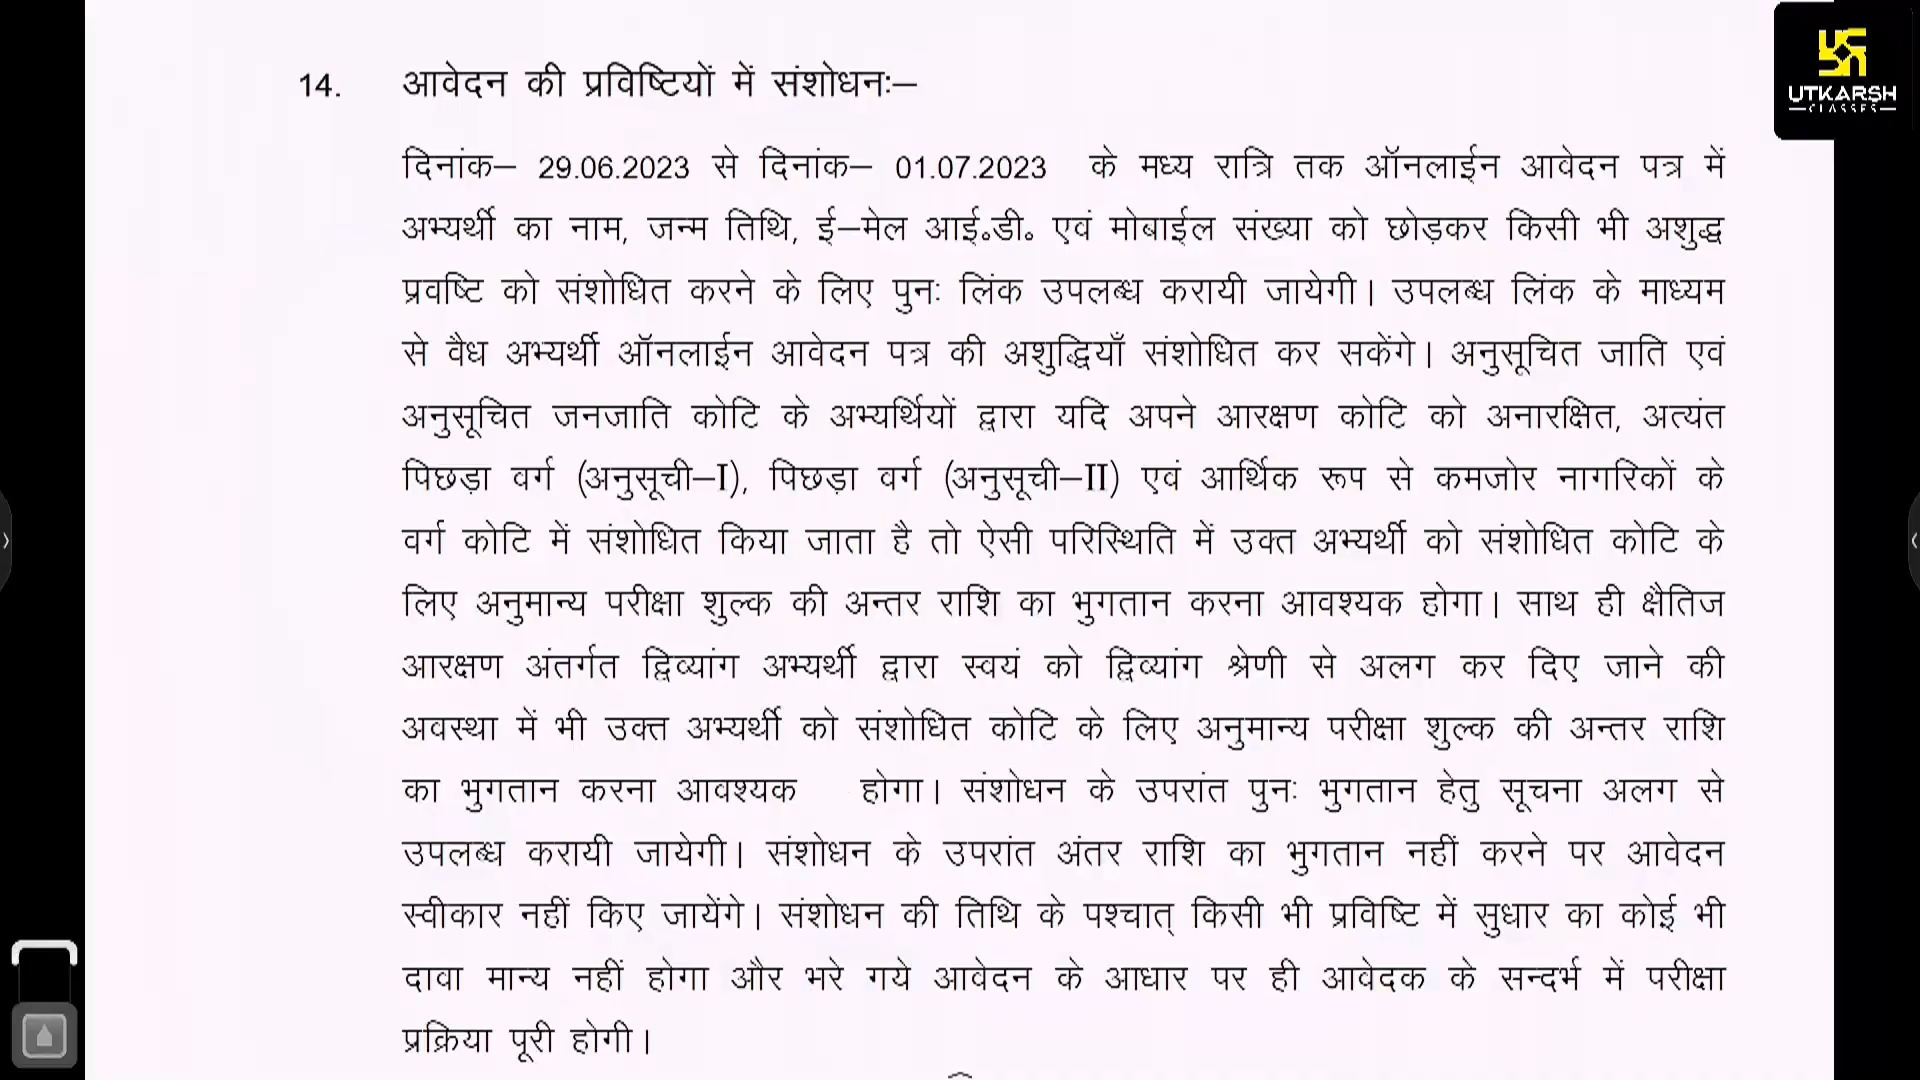 14. आवेदन की प्रविष्टियों में संशोधनः–
UTKARSH
CLASSES
दिनांक– 29.06.2023 से दिनांक– 01.07.2023 के मध्य रात्रि तक ऑनलाईन आवेदन पत्र में
अभ्यर्थी का नाम, जन्म तिथि, ई–मेल आई॰डी॰ एवं मोबाईल संख्या को छोड़कर किसी भी अशुद्ध
प्रवष्टि को संशोधित करने के लिए पुनः लिंक उपलब्ध करायी जायेगी। उपलब्ध लिंक के माध्यम
से वैध अभ्यर्थी ऑनलाईन आवेदन पत्र की अशुद्धियाँ संशोधित कर सकेंगे। अनुसूचित जाति एवं
अनुसूचित जनजाति कोटि के अभ्यर्थियों द्वारा यदि अपने आरक्षण कोटि को अनारक्षित, अत्यंत
पिछड़ा वर्ग (अनुसूची–I), पिछड़ा वर्ग (अनुसूची–II) एवं आर्थिक रूप से कमजोर नागरिकों के
वर्ग कोटि में संशोधित किया जाता है तो ऐसी परिस्थिति में उक्त अभ्यर्थी को संशोधित कोटि के
लिए अनुमान्य परीक्षा शुल्क की अन्तर राशि का भुगतान करना आवश्यक होगा। साथ ही क्षैतिज
आरक्षण अंतर्गत द्विव्यांग अभ्यर्थी द्वारा स्वयं को द्विव्यांग श्रेणी से अलग कर दिए जाने की
अवस्था में भी उक्त अभ्यर्थी को संशोधित कोटि के लिए अनुमान्य परीक्षा शुल्क की अन्तर राशि
का भुगतान करना आवश्यक होगा। संशोधन के उपरांत पुनः भुगतान हेतु सूचना अलग से
उपलब्ध करायी जायेगी। संशोधन के उपरांत अंतर राशि का भुगतान नहीं करने पर आवेदन
स्वीकार नहीं किए जायेंगे। संशोधन की तिथि के पश्चात् किसी भी प्रविष्टि में सुधार का कोई भी
दावा मान्य नहीं होगा और भरे गये आवेदन के आधार पर ही आवेदक के सन्दर्भ में परीक्षा
प्रक्रिया पूरी होगी।